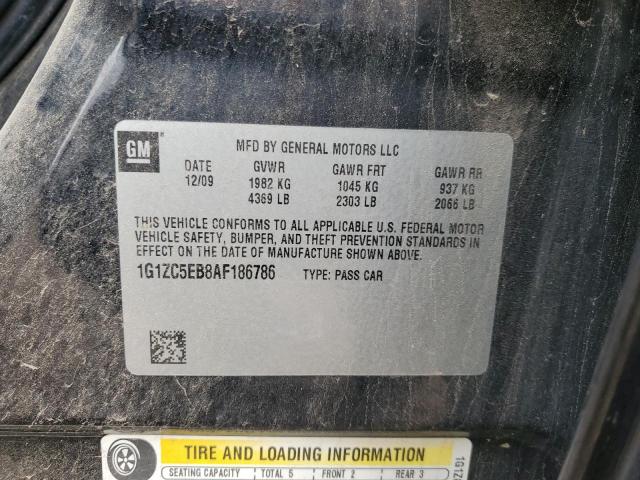 GM
MFD BY GENERAL MOTORS LLC
DATE GVWR GAWR FRT GAWR RR
12/09 1982 KG 1045 KG 937 KG
4369 LB 2303 LB 2066 LB
THIS VEHICLE CONFORMS TO ALL APPLICABLE U.S. FEDERAL MOTOR
VEHICLE SAFETY, BUMPER, AND THEFT PREVENTION STANDARDS IN
EFFECT ON THE DATE OF MANUFACTURE SHOWN ABOVE.
1G1ZC5EB8AF186786 TYPE: PASS CAR
TIRE AND LOADING INFORMATION
SEATING CAPACITY TOTAL 5 FRONT 2 REAR 3
1G1Z